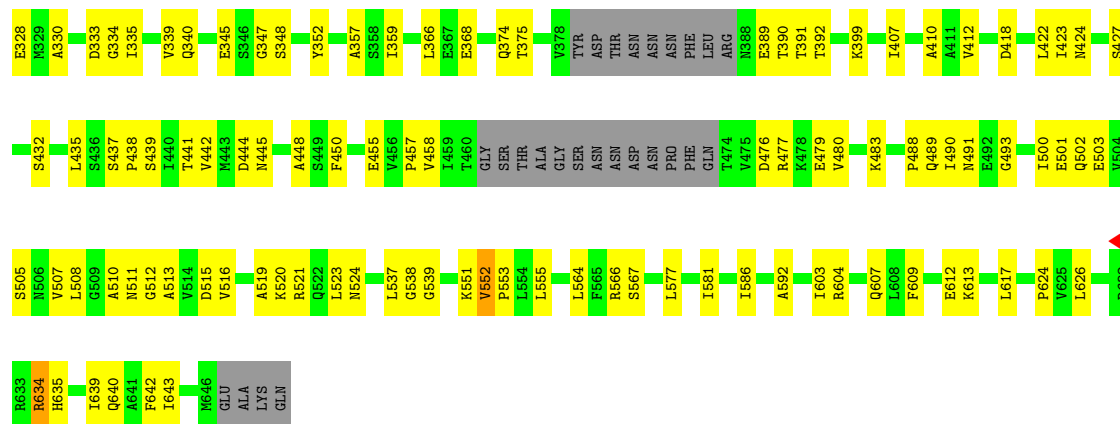 E328 M329 A330 D333 G334 I335 V339 Q340 E345 S346 G347 S348 Y352 A357 S358 I359 L366 E367 E368 Q374 T375 V378 TYR ASP THR ASN ASN ASN PHE LEU ARG N388 E389 T390 T391 T392 K399 I407 A410 A411 V412 D418 L422 I423 N424 S427
S432 L435 S436 S437 P438 S439 I440 T441 V442 M443 D444 N445 A448 S449 F450 E455 V456 P457 V458 I459 T460 GLY SER THR ALA GLY SER ASN ASN ASP ASN PRO PHE GLN T474 V475 D476 R477 K478 E479 V480 K483 P488 Q489 I490 N491 E492 G493 I500 E501 Q502 E503 V504
S505 N506 V507 L508 G509 A510 N511 G512 A513 V514 D515 V516 A519 K520 R521 Q522 L523 N524 L537 G538 G539 K551 V552 P553 L554 L555 L564 F565 R566 S567 L577 I581 I586 A592 I603 R604 Q607 L608 F609 E612 K613 L617 P624 V625 L626
R633 R634 H635 I639 Q640 A641 F642 I643 M646 GLU ALA LYS GLN